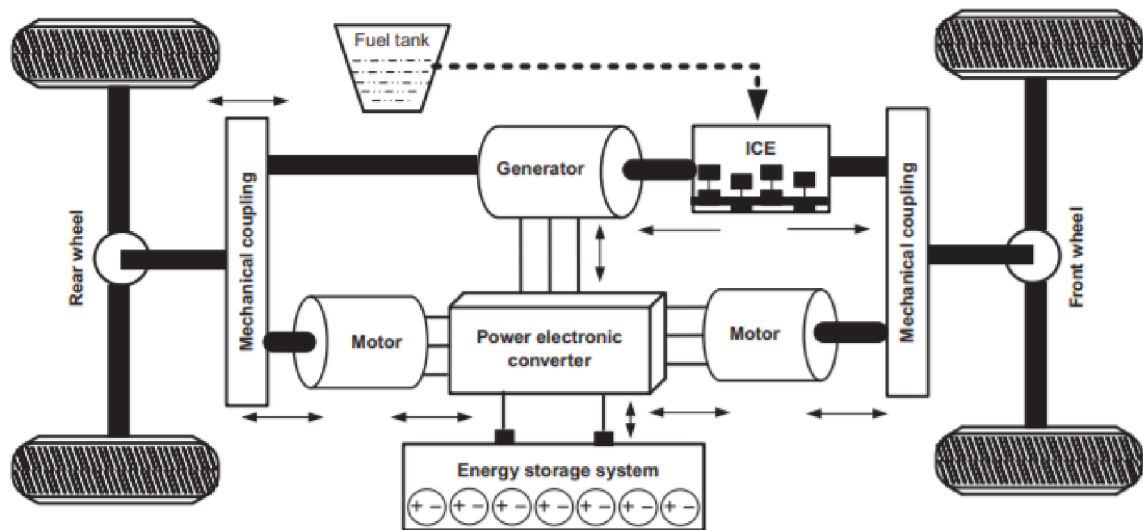 Fuel tank
ICE
Generator
Mechanical coupling
Rear wheel
Mechanical coupling
Front wheel
Motor
Power electronic
converter
Motor
Energy storage system
+ − + − + − + − + − + − + −